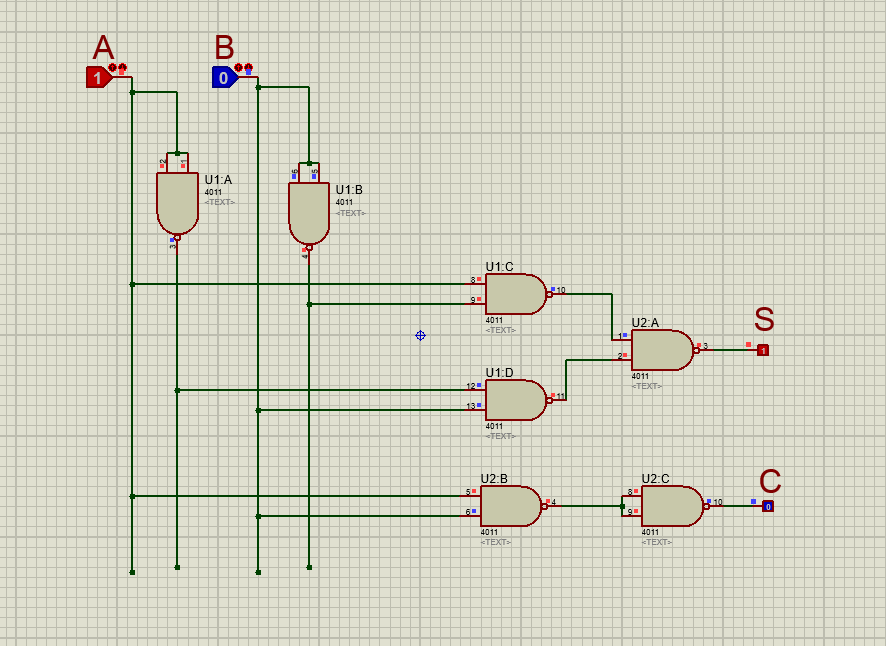 A
B
1
0
2
1
U1:A
4011
<TEXT>
3
6
5
U1:B
4011
<TEXT>
4
U1:C
8
9
10
4011
<TEXT>
U2:A
1
2
3
4011
<TEXT>
S
1
U1:D
12
13
11
4011
<TEXT>
U2:B
5
6
4
4011
<TEXT>
U2:C
8
9
10
4011
<TEXT>
C
0